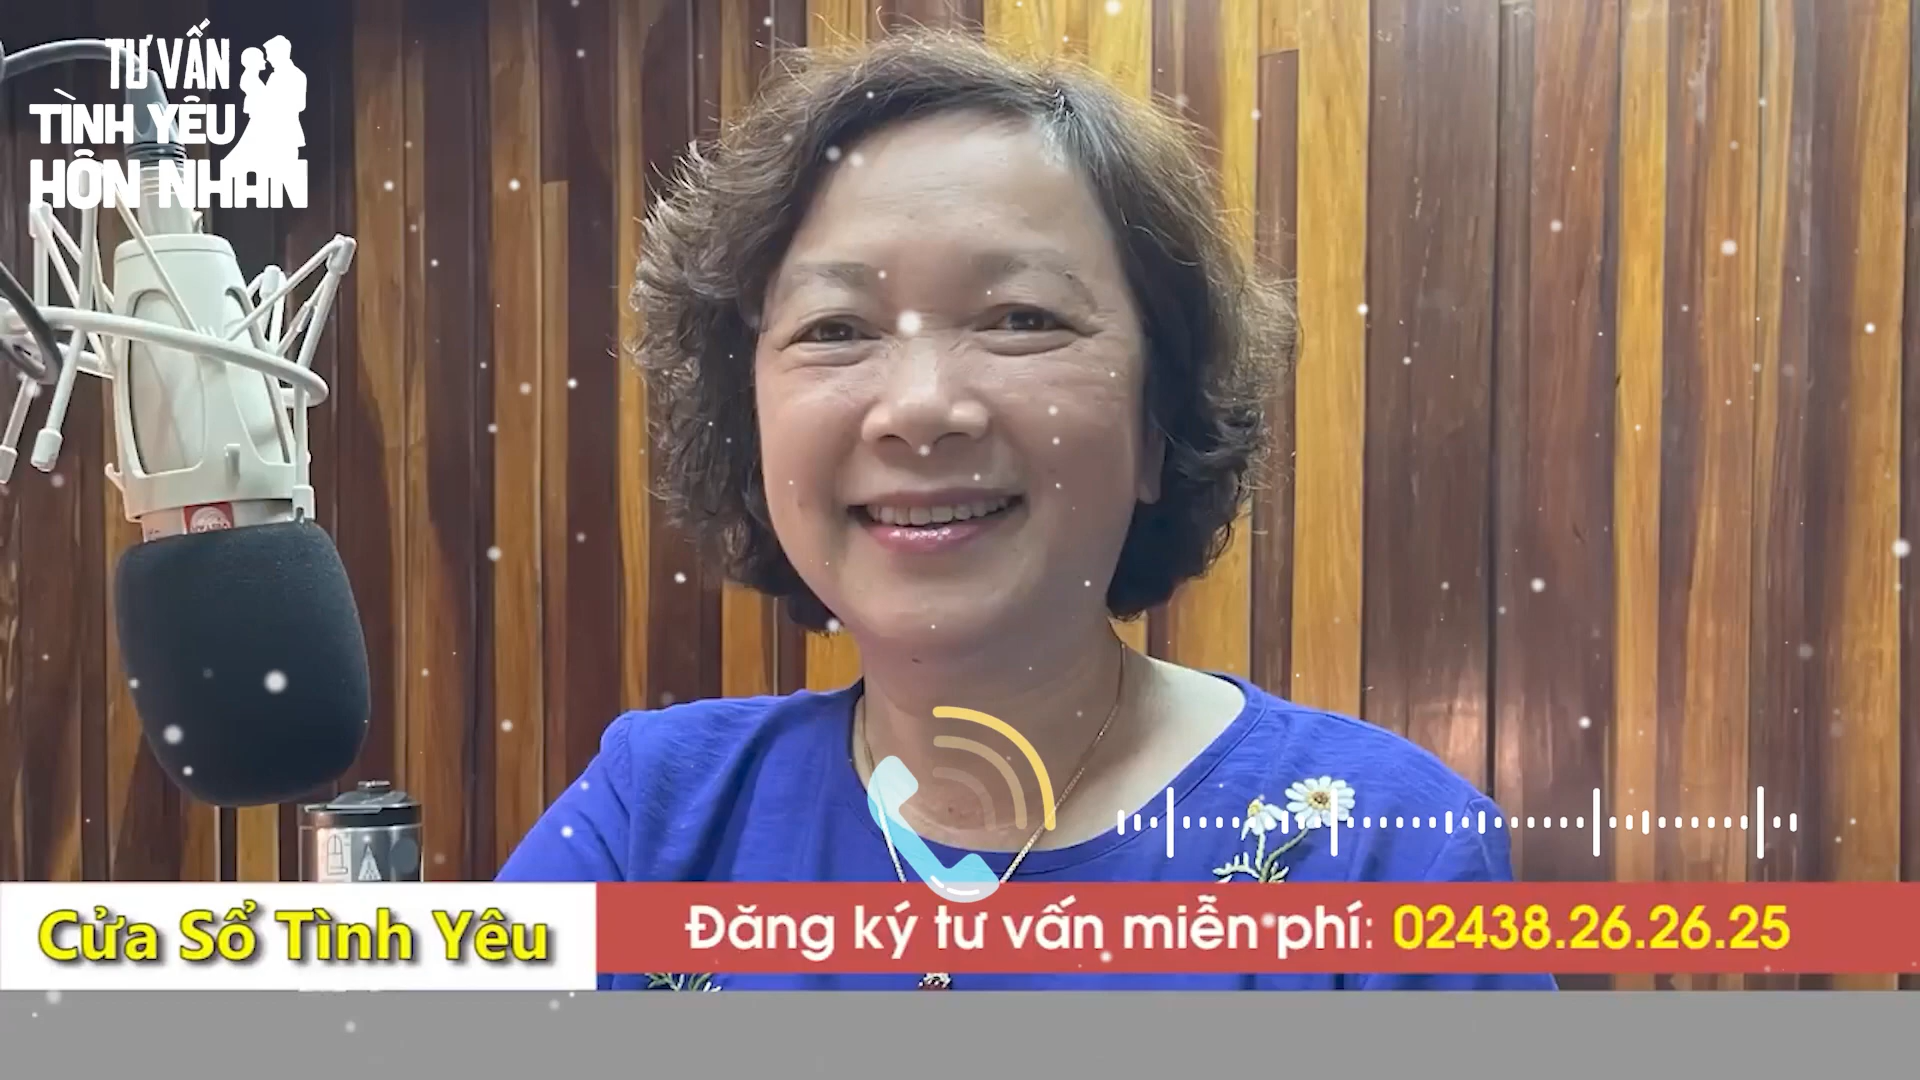 TƯ VẤN
TÌNH YÊU
HÔN NHÂN
Cửa Sổ Tình Yêu
Đăng ký tư vấn miễn phí: 02438.26.26.25